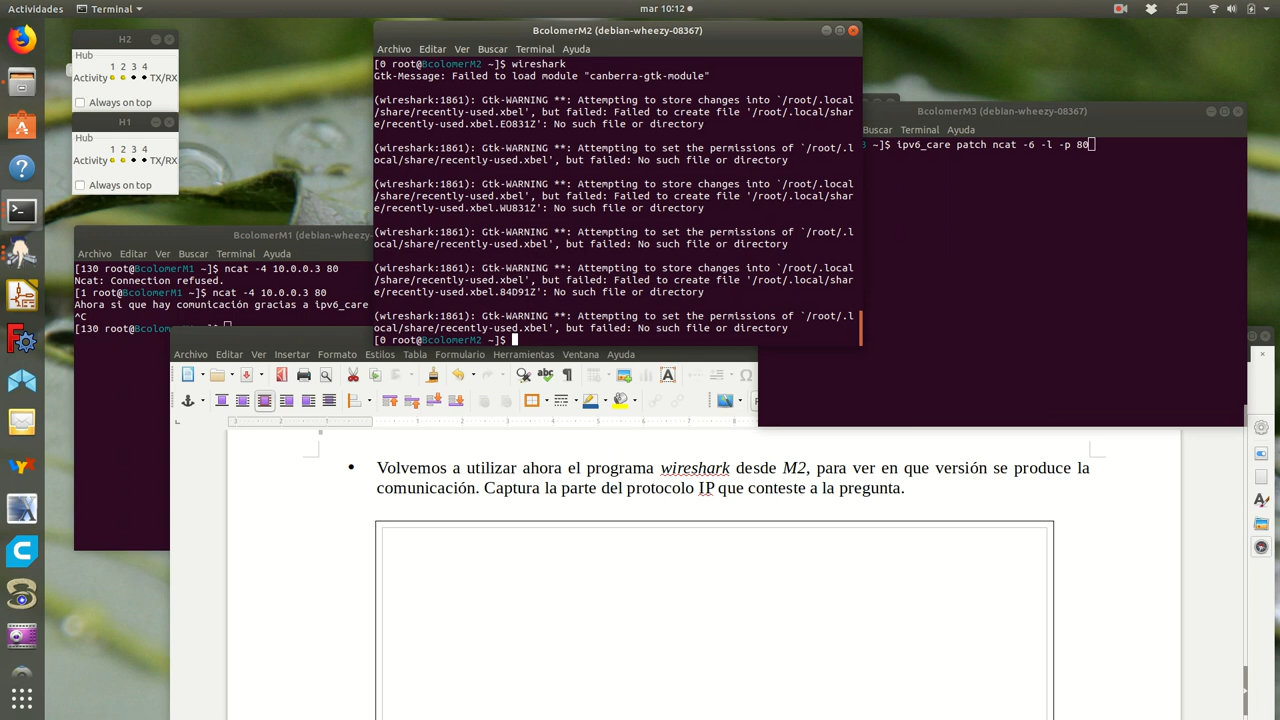 Actividades
Terminal
mar 10:12
H2
Hub
1 2 3 4
Activity
TX/RX
Always on top
H1
Hub
1 2 3 4
Activity
TX/RX
Always on top
BcolomerM2 (debian-wheezy-08367)
Archivo Editar Ver Buscar Terminal Ayuda
[0 root@BcolomerM2 ~]$ wireshark
Gtk-Message: Failed to load module "canberra-gtk-module"
(wireshark:1861): Gtk-WARNING **: Attempting to store changes into `/root/.local
/share/recently-used.xbel', but failed: Failed to create file '/root/.local/shar
e/recently-used.xbel.EO831Z': No such file or directory
(wireshark:1861): Gtk-WARNING **: Attempting to set the permissions of `/root/.l
ocal/share/recently-used.xbel', but failed: No such file or directory
(wireshark:1861): Gtk-WARNING **: Attempting to store changes into `/root/.local
/share/recently-used.xbel', but failed: Failed to create file '/root/.local/shar
e/recently-used.xbel.WU831Z': No such file or directory
(wireshark:1861): Gtk-WARNING **: Attempting to set the permissions of `/root/.l
ocal/share/recently-used.xbel', but failed: No such file or directory
(wireshark:1861): Gtk-WARNING **: Attempting to store changes into `/root/.local
/share/recently-used.xbel', but failed: Failed to create file '/root/.local/shar
e/recently-used.xbel.84D91Z': No such file or directory
(wireshark:1861): Gtk-WARNING **: Attempting to set the permissions of `/root/.l
ocal/share/recently-used.xbel', but failed: No such file or directory
[0 root@BcolomerM2 ~]$
BcolomerM3 (debian-wheezy-08367)
Buscar Terminal Ayuda
3 ~]$ ipv6_care patch ncat -6 -l -p 80
BcolomerM1 (debian-wheezy-
Archivo Editar Ver Buscar Terminal Ayuda
[130 root@BcolomerM1 ~]$ ncat -4 10.0.0.3 80
Ncat: Connection refused.
[1 root@BcolomerM1 ~]$ ncat -4 10.0.0.3 80
Ahora si que hay comunicación gracias a ipv6_care
^C
[130 root@BcolomerM1 ~]$
Archivo Editar Ver Insertar Formato Estilos Tabla Formulario Herramientas Ventana Ayuda
abc
3 2 1 1 2 3 4 5 6 7 8
• Volvemos a utilizar ahora el programa wireshark desde M2, para ver en que versión se produce la
comunicación. Captura la parte del protocolo IP que conteste a la pregunta.